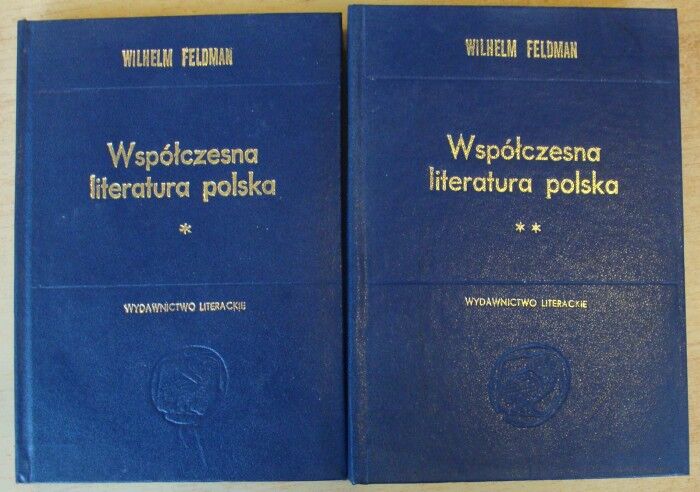 WILHELM FELDMAN
Współczesna
literatura polska
*
WYDAWNICTWO LITERACKIE
WILHELM FELDMAN
Współczesna
literatura polska
**
WYDAWNICTWO LITERACKIE